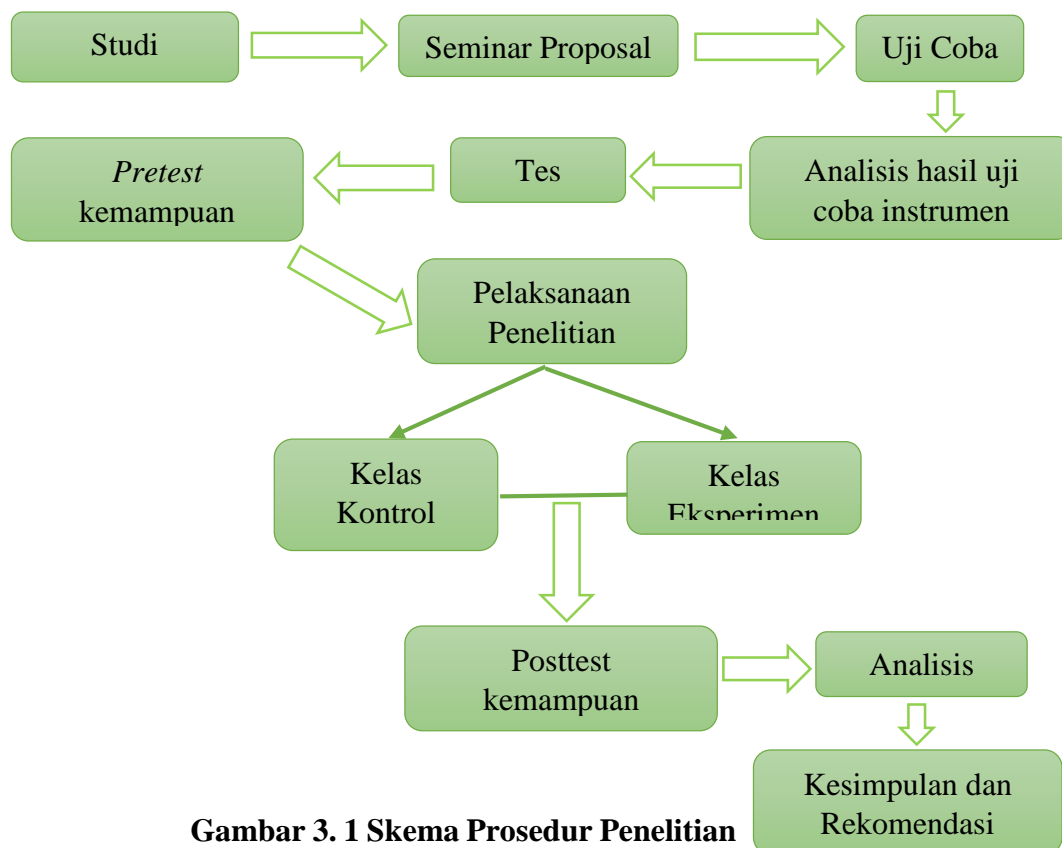 Studi
Seminar Proposal
Uji Coba
Analisis hasil uji
coba instrumen
Tes
Pretest
kemampuan
Pelaksanaan
Penelitian
Kelas
Kontrol
Kelas
Eksperimen
Posttest
kemampuan
Analisis
Kesimpulan dan
Rekomendasi
Gambar 3. 1 Skema Prosedur Penelitian